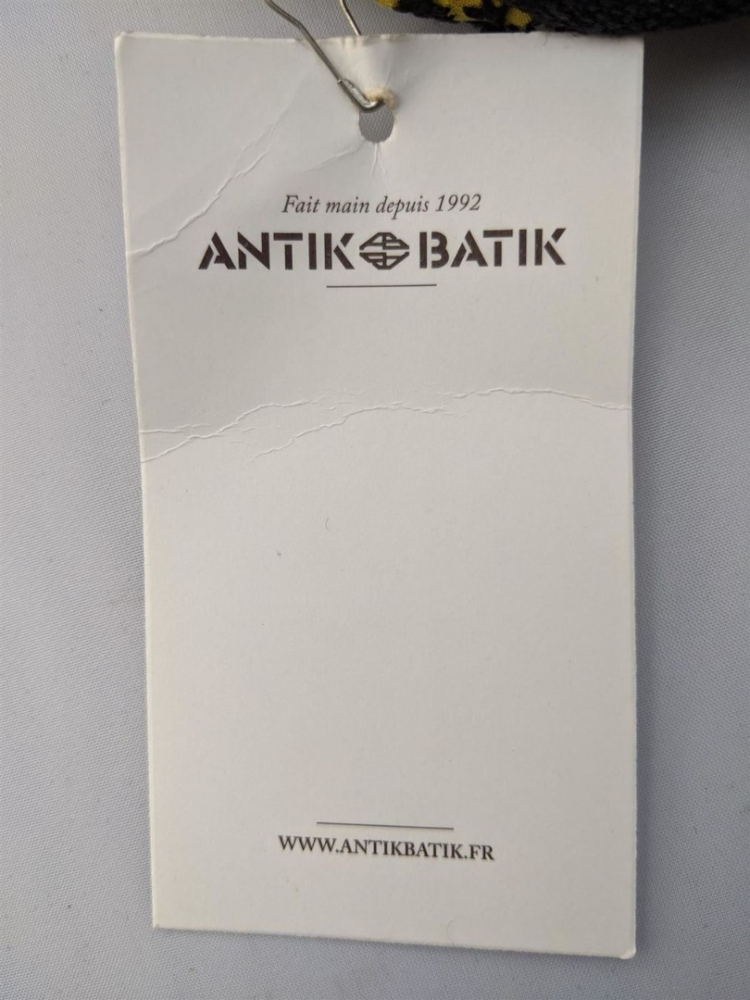 Fait main depuis 1992
ANTIK BATIK
WWW.ANTIKBATIK.FR